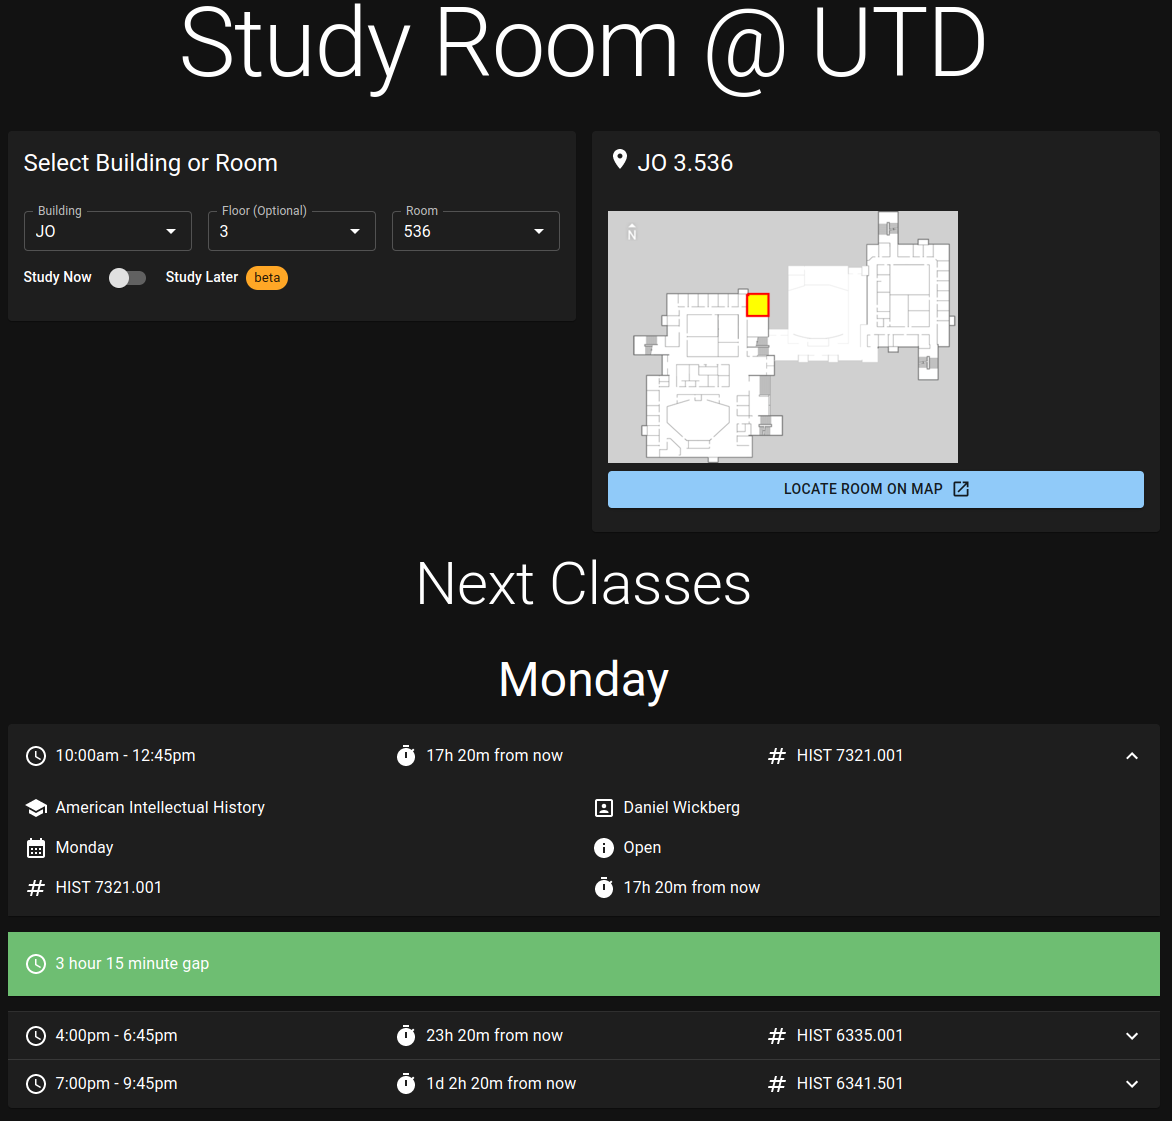 Study Room @ UTD
Select Building or Room
Building
JO
Floor (Optional)
3
Room
536
Study Now
Study Later
beta
JO 3.536
N
LOCATE ROOM ON MAP
Next Classes
Monday
10:00am - 12:45pm
17h 20m from now
# HIST 7321.001
American Intellectual History
Daniel Wickberg
Monday
Open
# HIST 7321.001
17h 20m from now
3 hour 15 minute gap
4:00pm - 6:45pm
23h 20m from now
# HIST 6335.001
7:00pm - 9:45pm
1d 2h 20m from now
# HIST 6341.501